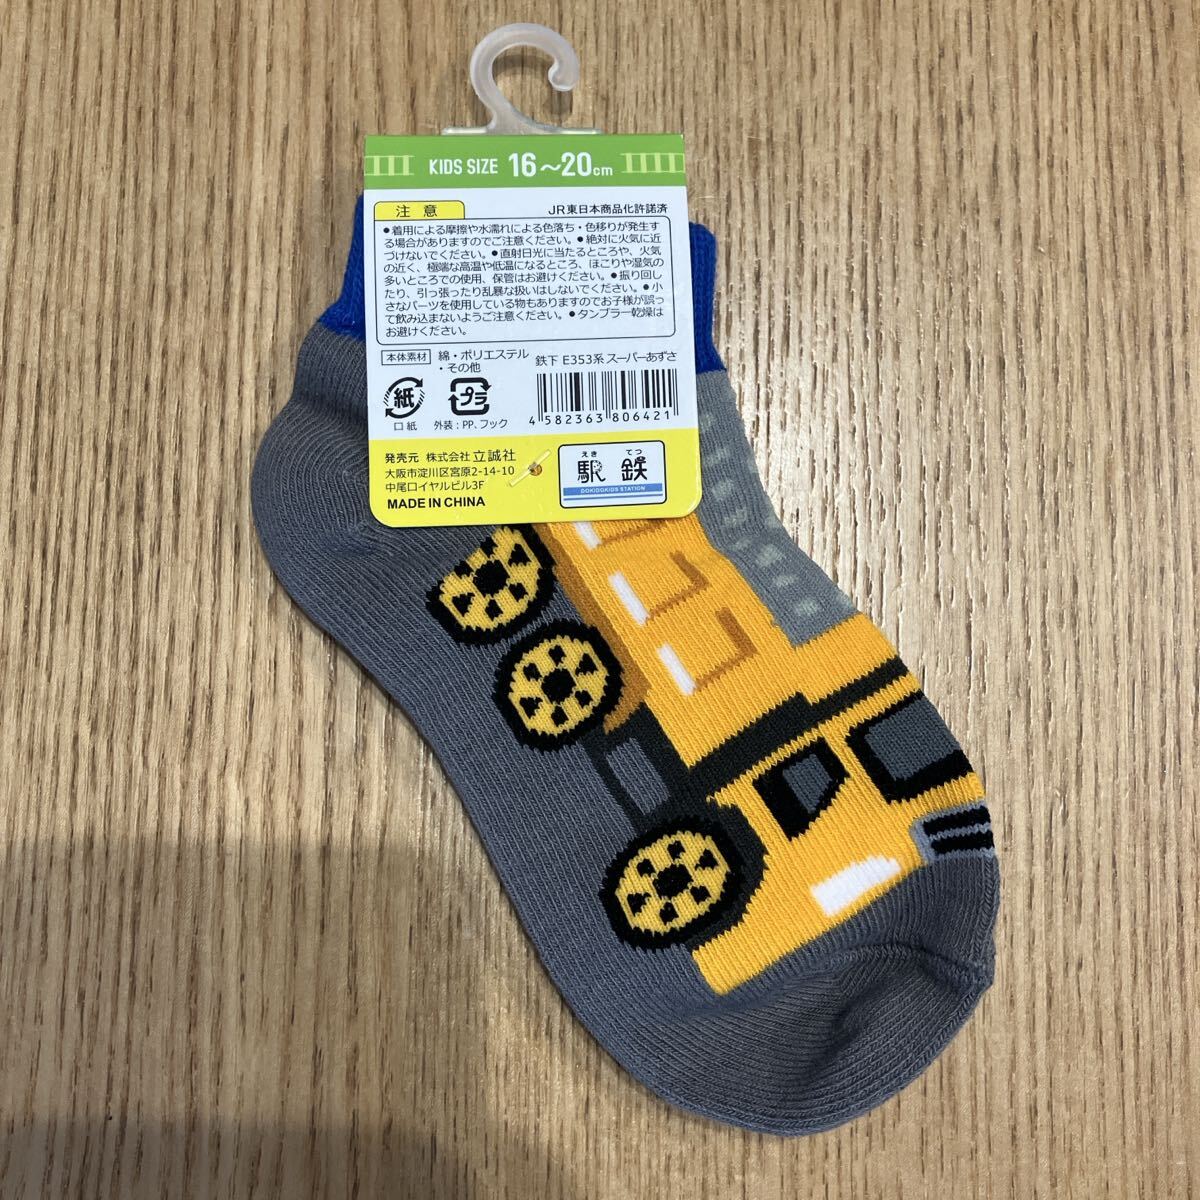 KIDS SIZE 16～20cm
注 意
JR東日本商品化許諾済
●着用による摩擦や水濡れによる色落ち・色移りが発生す
る場合がありますのでご注意ください。●絶対に火気に近
づけないでください。●直射日光に当たるところや、火気
の近く、極端な高温や低温になるところ、ほこりや湿気の
多いところでの使用、保管はお避けください。●振り回し
たり、引っ張ったり乱暴な扱いはしないでください。●小
さなパーツを使用している物もありますのでお子様が誤っ
て飲み込まないようご注意ください。●タンブラー乾燥は
お避けください。
本体素材 綿・ポリエステル
・その他
鉄下 E353系 スーパーあずさ
紙
プラ
口紙
外装：PP、フック
4 582363 806421
発売元 株式会社 立誠社
大阪市淀川区宮原2-14-10
中尾ロイヤルビル3F
MADE IN CHINA
えき てつ
駅 鉄
DOKIDOKIDS STATION